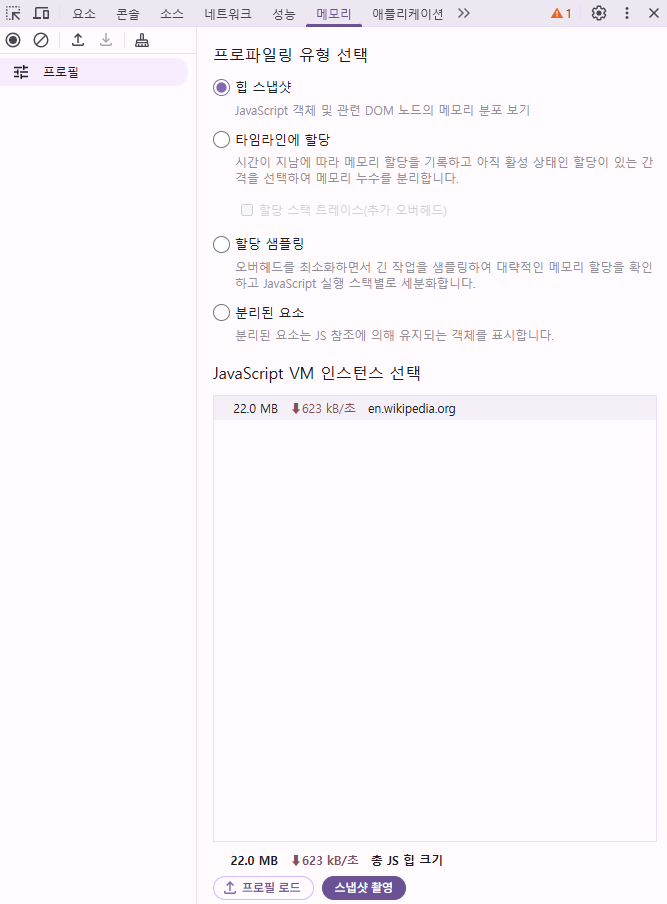 요소 콘솔 소스 네트워크 성능 메모리 애플리케이션 1
프로필
프로파일링 유형 선택
힙 스냅샷
JavaScript 객체 및 관련 DOM 노드의 메모리 분포 보기
타임라인에 할당
시간이 지남에 따라 메모리 할당을 기록하고 아직 활성 상태인 할당이 있는 간
격을 선택하여 메모리 누수를 분리합니다.
할당 스택 트레이스(추가 오버헤드)
할당 샘플링
오버헤드를 최소화하면서 긴 작업을 샘플링하여 대략적인 메모리 할당을 확인
하고 JavaScript 실행 스택별로 세분화합니다.
분리된 요소
분리된 요소는 JS 참조에 의해 유지되는 객체를 표시합니다.
JavaScript VM 인스턴스 선택
22.0 MB ⬇623 kB/초 en.wikipedia.org
22.0 MB ⬇623 kB/초 총 JS 힙 크기
프로필 로드 스냅샷 촬영